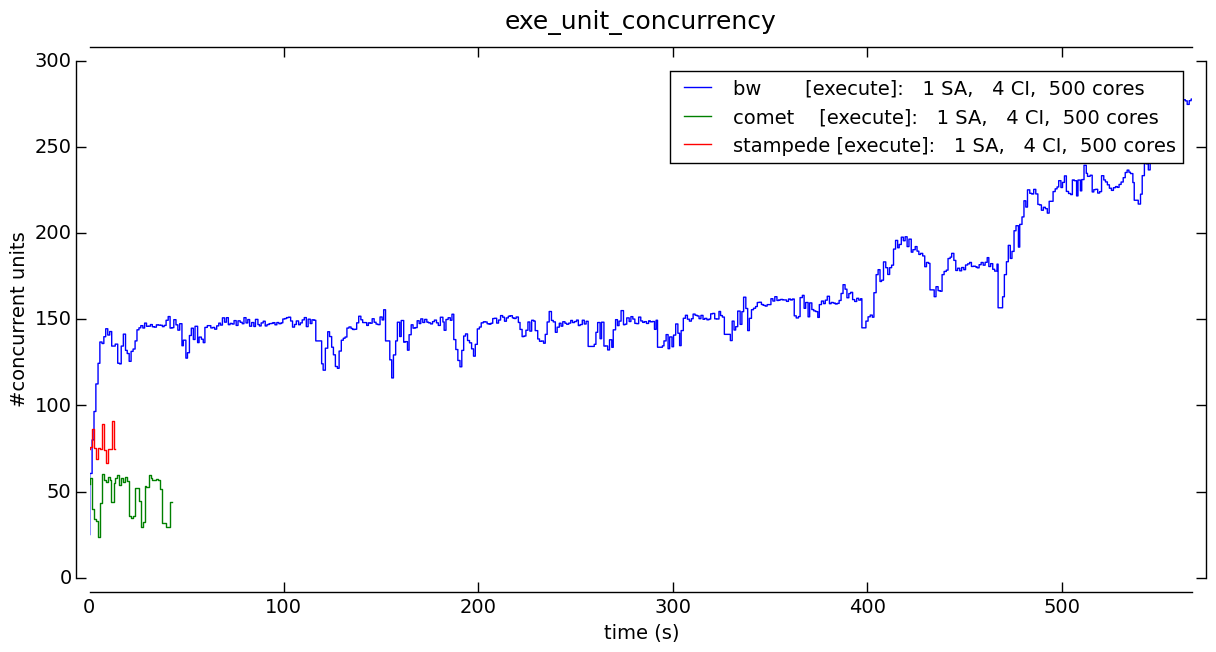 exe_unit_concurrency
300
250
200
150
100
50
0
#concurrent units
bw [execute]: 1 SA, 4 CI, 500 cores
comet [execute]: 1 SA, 4 CI, 500 cores
stampede [execute]: 1 SA, 4 CI, 500 cores
0 100 200 300 400 500
time (s)